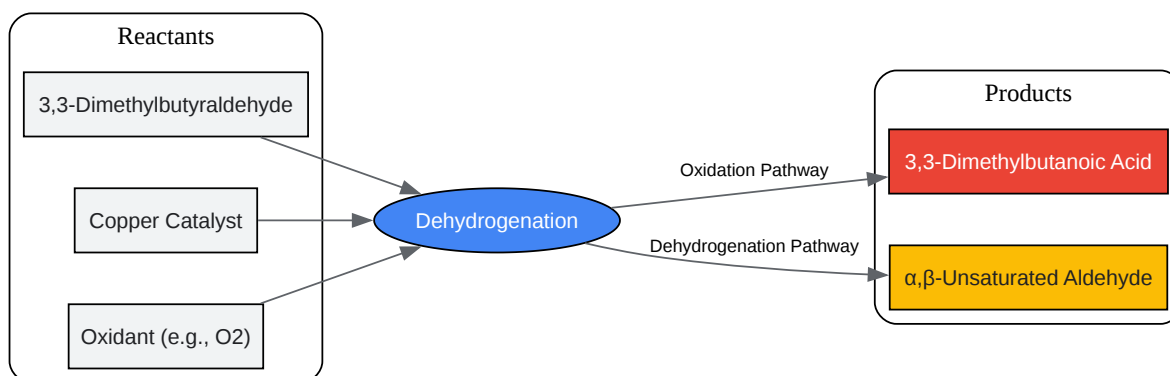 Reactants
3,3-Dimethylbutyraldehyde
Copper Catalyst
Oxidant (e.g., O2)
Dehydrogenation
Oxidation Pathway
Dehydrogenation Pathway
Products
3,3-Dimethylbutanoic Acid
α,β-Unsaturated Aldehyde